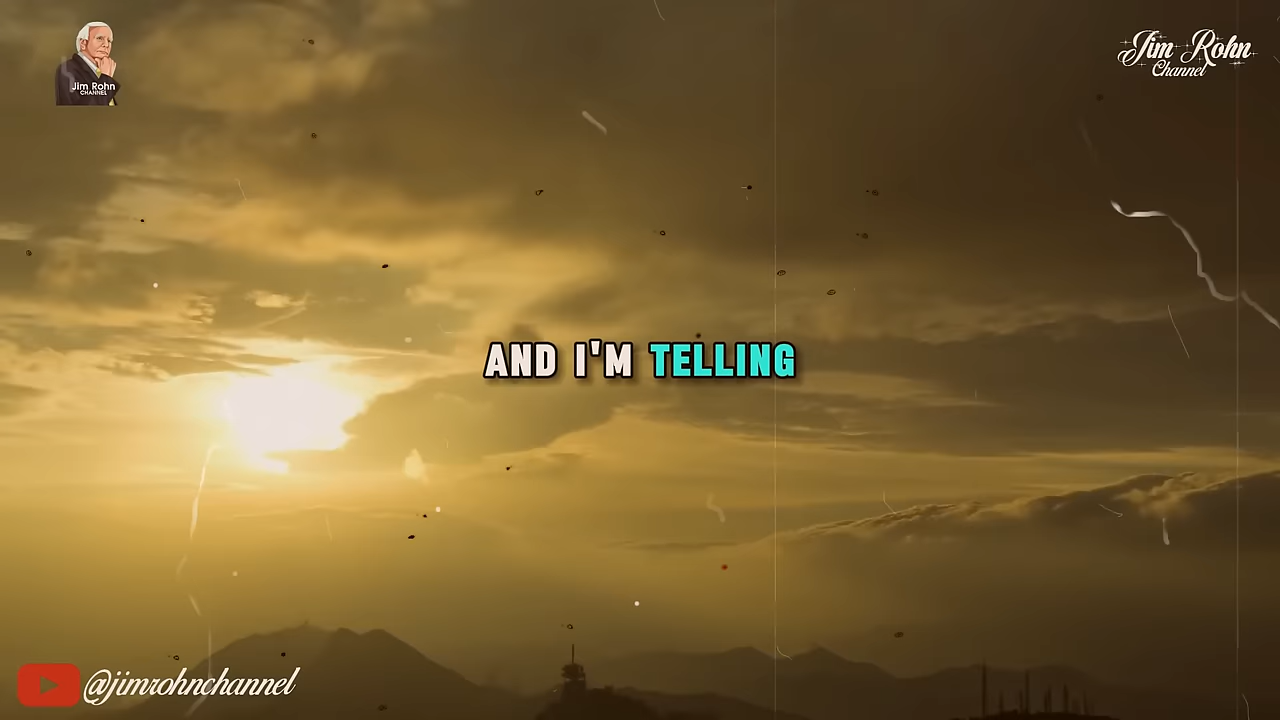 Jim Rohn
CHANNEL
Jim Rohn
Channel
AND I'M TELLING
@jimrohnchannel